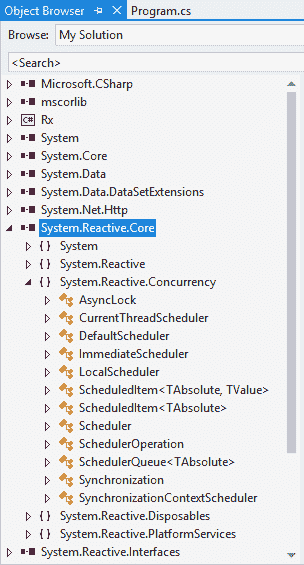 Object Browser Program.cs
Browse: My Solution
<Search>
Microsoft.CSharp
mscorlib
C# Rx
System
System.Core
System.Data
System.Data.DataSetExtensions
System.Net.Http
System.Reactive.Core
{ } System
{ } System.Reactive
{ } System.Reactive.Concurrency
AsyncLock
CurrentThreadScheduler
DefaultScheduler
ImmediateScheduler
LocalScheduler
ScheduledItem<TAbsolute, TValue>
ScheduledItem<TAbsolute>
Scheduler
SchedulerOperation
SchedulerQueue<TAbsolute>
Synchronization
SynchronizationContextScheduler
{ } System.Reactive.Disposables
{ } System.Reactive.PlatformServices
System.Reactive.Interfaces